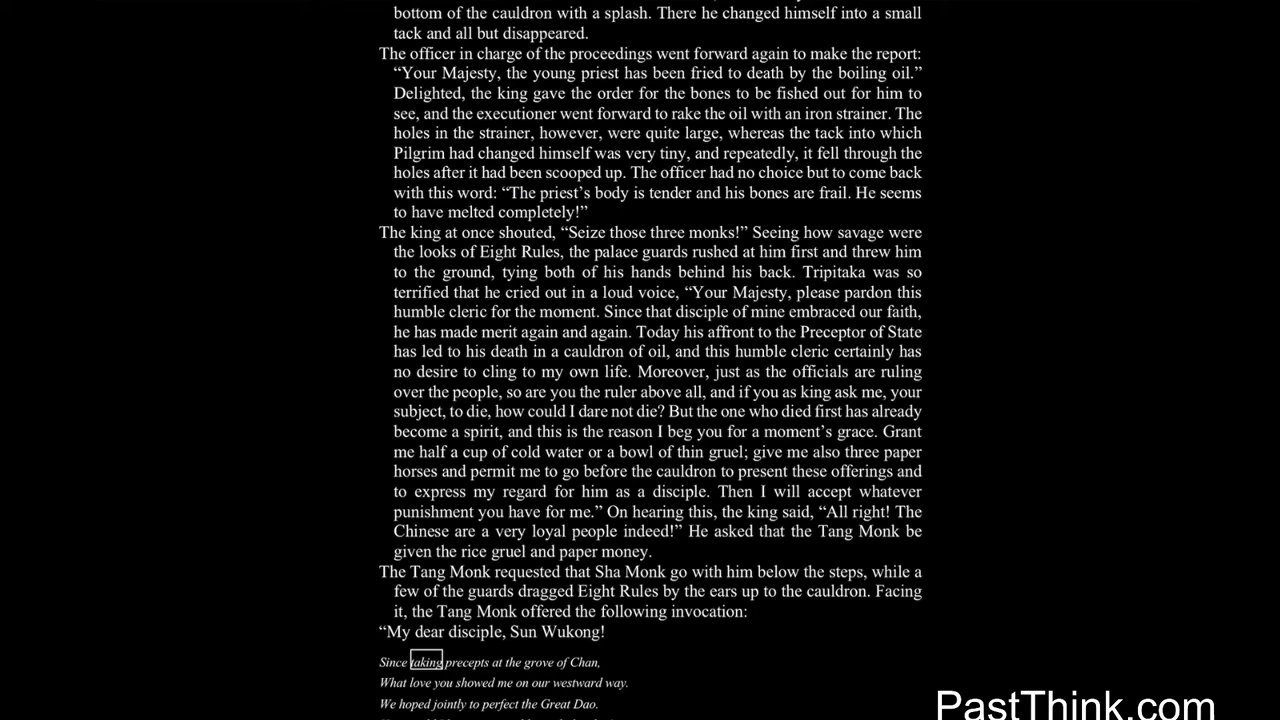 bottom of the cauldron with a splash. There he changed himself into a small
tack and all but disappeared.
The officer in charge of the proceedings went forward again to make the report:
“Your Majesty, the young priest has been fried to death by the boiling oil.”
Delighted, the king gave the order for the bones to be fished out for him to
see, and the executioner went forward to rake the oil with an iron strainer. The
holes in the strainer, however, were quite large, whereas the tack into which
Pilgrim had changed himself was very tiny, and repeatedly, it fell through the
holes after it had been scooped up. The officer had no choice but to come back
with this word: “The priest’s body is tender and his bones are frail. He seems
to have melted completely!”
The king at once shouted, “Seize those three monks!” Seeing how savage were
the looks of Eight Rules, the palace guards rushed at him first and threw him
to the ground, tying both of his hands behind his back. Tripitaka was so
terrified that he cried out in a loud voice, “Your Majesty, please pardon this
humble cleric for the moment. Since that disciple of mine embraced our faith,
he has made merit again and again. Today his affront to the Preceptor of State
has led to his death in a cauldron of oil, and this humble cleric certainly has
no desire to cling to my own life. Moreover, just as the officials are ruling
over the people, so are you the ruler above all, and if you as king ask me, your
subject, to die, how could I dare not die? But the one who died first has already
become a spirit, and this is the reason I beg you for a moment’s grace. Grant
me half a cup of cold water or a bowl of thin gruel; give me also three paper
horses and permit me to go before the cauldron to present these offerings and
to express my regard for him as a disciple. Then I will accept whatever
punishment you have for me.” On hearing this, the king said, “All right! The
Chinese are a very loyal people indeed!” He asked that the Tang Monk be
given the rice gruel and paper money.
The Tang Monk requested that Sha Monk go with him below the steps, while a
few of the guards dragged Eight Rules by the ears up to the cauldron. Facing
it, the Tang Monk offered the following invocation:
“My dear disciple, Sun Wukong!
Since taking precepts at the grove of Chan,
What love you showed me on our westward way.
We hoped jointly to perfect the Great Dao.
PastThink.com